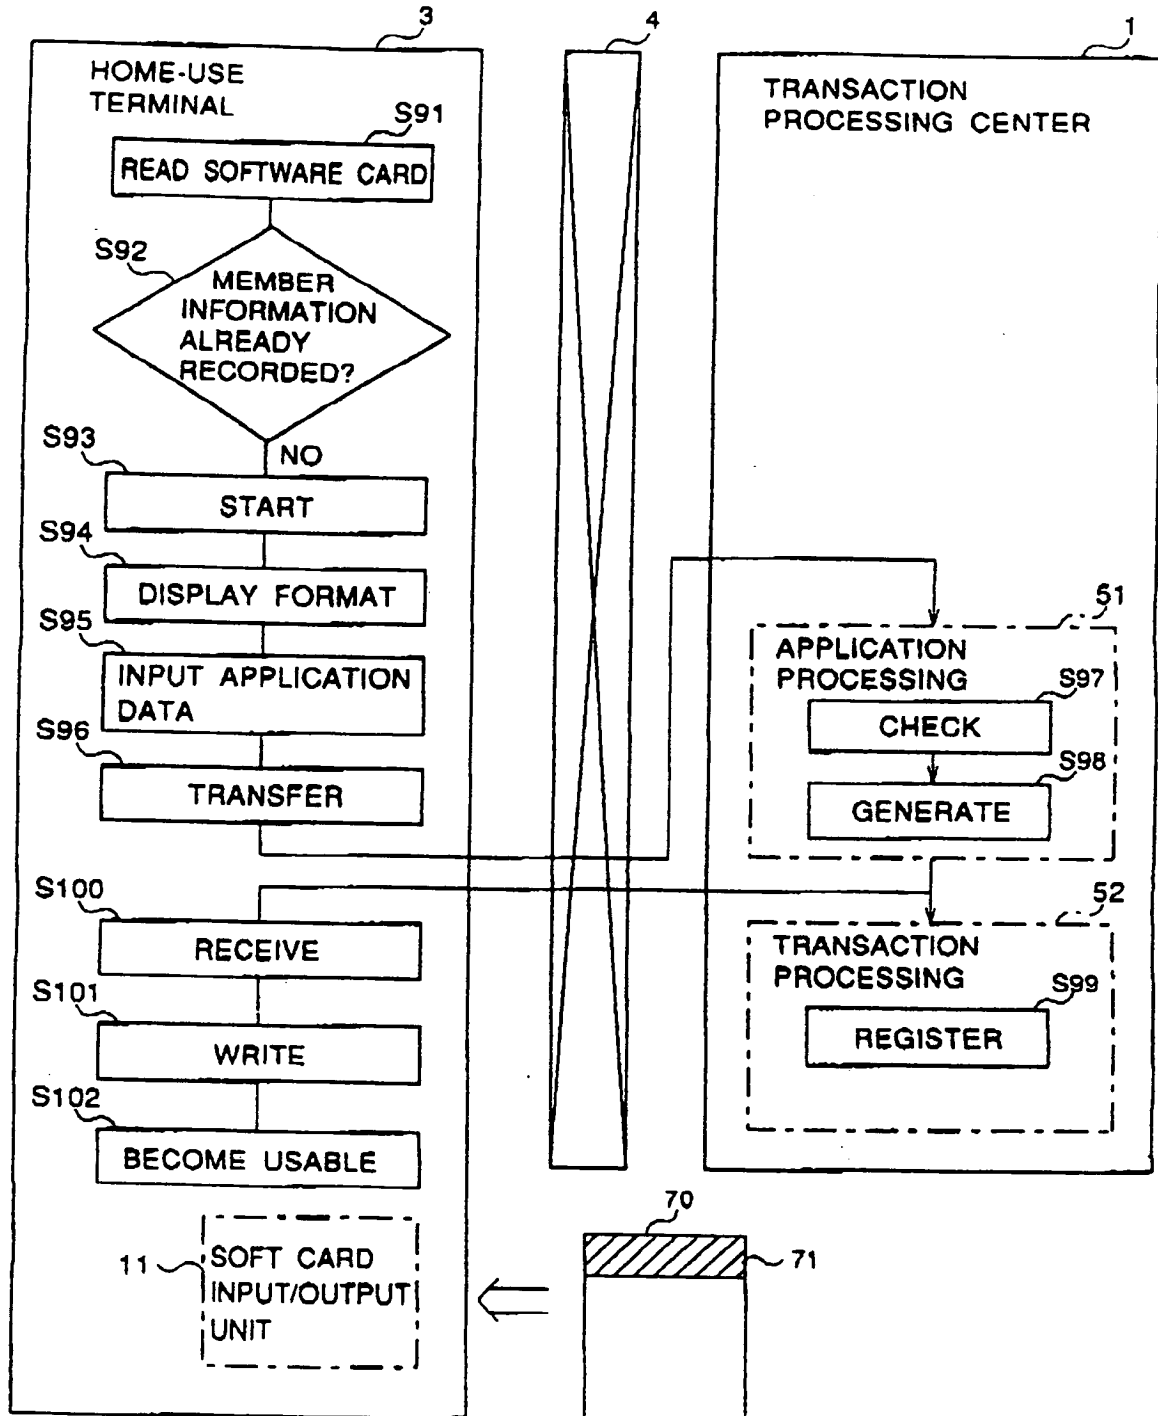 3
4
1
HOME-USE
TERMINAL
TRANSACTION
PROCESSING CENTER
S91
READ SOFTWARE CARD
S92
MEMBER
INFORMATION
ALREADY
RECORDED?
NO
S93
START
S94
DISPLAY FORMAT
S95
INPUT APPLICATION
DATA
S96
TRANSFER
51
APPLICATION
PROCESSING
S97
CHECK
S98
GENERATE
S100
RECEIVE
52
TRANSACTION
PROCESSING
S99
REGISTER
S101
WRITE
S102
BECOME USABLE
11
SOFT CARD
INPUT/OUTPUT
UNIT
70
71